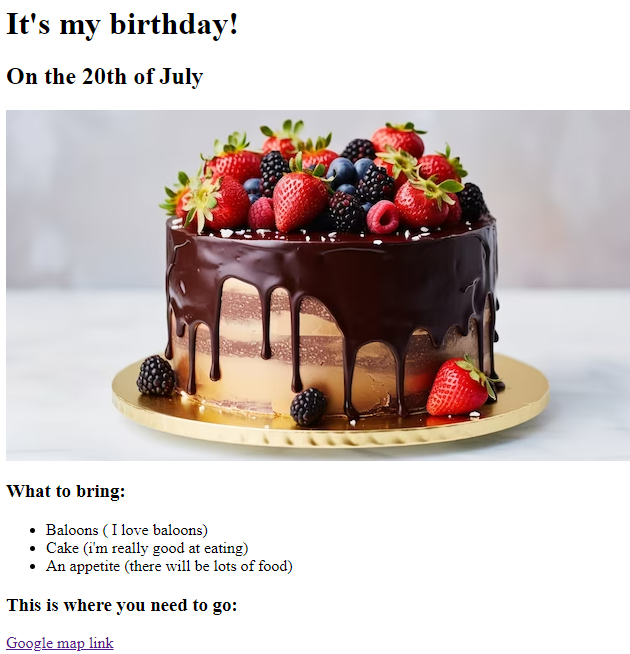 It's my birthday!
On the 20th of July
What to bring:
Baloons ( I love baloons)
Cake (i'm really good at eating)
An appetite (there will be lots of food)
This is where you need to go:
Google map link